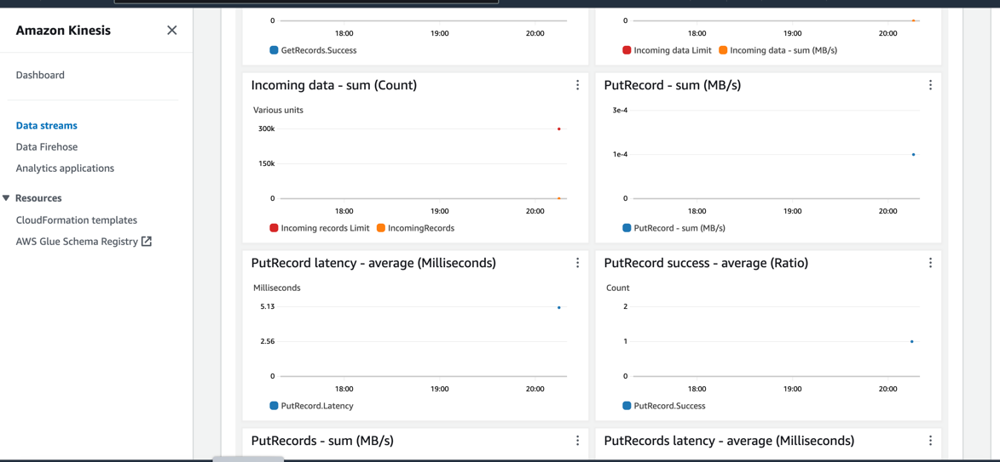 Amazon Kinesis
Dashboard
Data streams
Data Firehose
Analytics applications
Resources
CloudFormation templates
AWS Glue Schema Registry
0
18:00 19:00 20:00
GetRecords.Success
0
18:00 19:00 20:00
Incoming data Limit Incoming data - sum (MB/s)
Incoming data - sum (Count)
Various units
300k
150k
0
18:00 19:00 20:00
Incoming records Limit IncomingRecords
PutRecord - sum (MB/s)
3e-4
1e-4
0
18:00 19:00 20:00
PutRecord - sum (MB/s)
PutRecord latency - average (Milliseconds)
Milliseconds
5.13
2.56
0
18:00 19:00 20:00
PutRecord.Latency
PutRecord success - average (Ratio)
Count
2
1
0
18:00 19:00 20:00
PutRecord.Success
PutRecords - sum (MB/s)
PutRecords latency - average (Milliseconds)